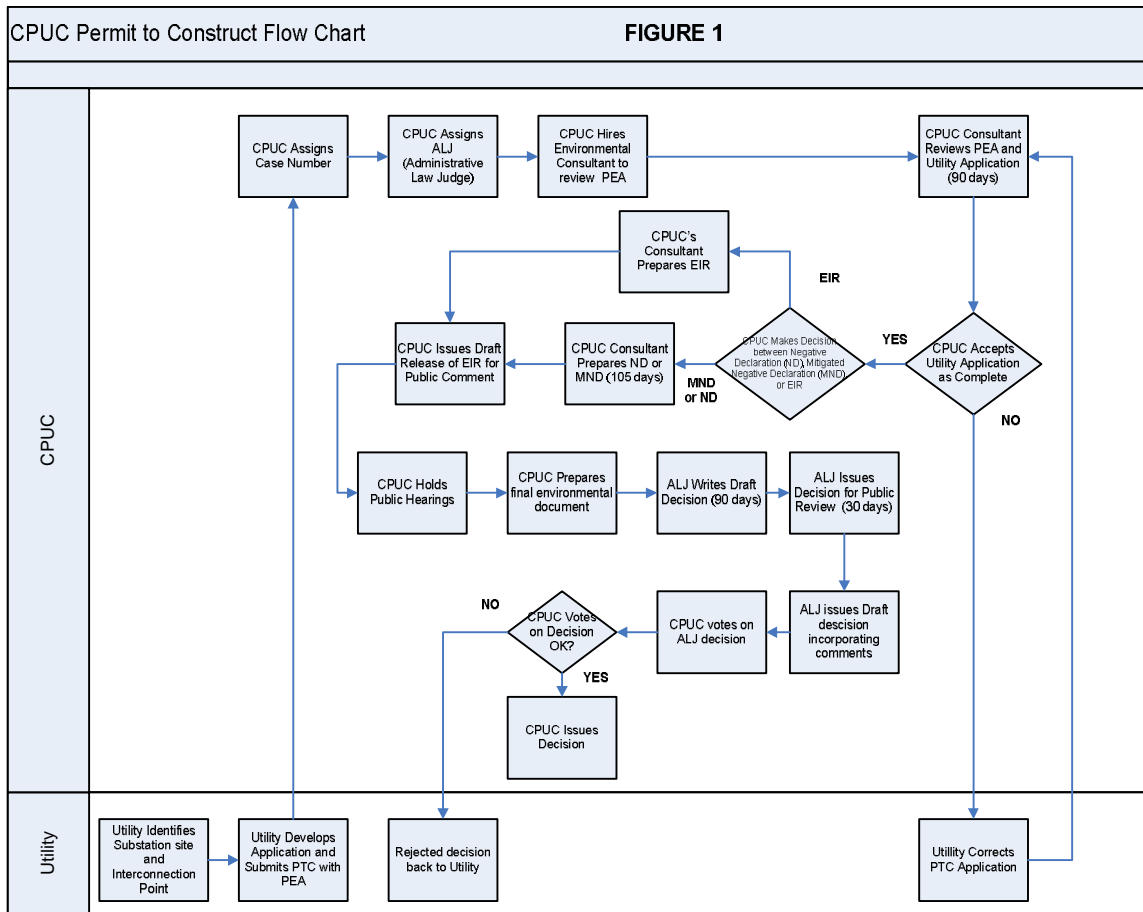 CPUC Permit to Construct Flow Chart
FIGURE 1
CPUC
CPUC Assigns
Case Number
CPUC Assigns
ALJ
(Administrative
Law Judge)
CPUC Hires
Environmental
Consultant to
review PEA
CPUC Consultant
Reviews PEA and
Utility Application
(90 days)
CPUC's
Consultant
Prepares EIR
EIR
CPUC Issues Draft
Release of EIR for
Public Comment
CPUC Consultant
Prepares ND or
MND (105 days)
MND
or ND
CPUC Makes Decision
between Negative
Declaration (ND), Mitigated
Negative Declaration (MND),
or EIR
YES
CPUC Accepts
Utility Application
as Complete
NO
CPUC Holds
Public Hearings
CPUC Prepares
final environmental
document
ALJ Writes Draft
Decision (90 days)
ALJ Issues
Decision for Public
Review (30 days)
NO
CPUC Votes
on Decision
OK?
YES
CPUC votes on
ALJ decision
ALJ issues Draft
descision
incorporating
comments
CPUC Issues
Decision
Utility
Utility Identifies
Substation site
and
Interconnection
Point
Utility Develops
Application and
Submits PTC with
PEA
Rejected decision
back to Utility
Utillity Corrects
PTC Application